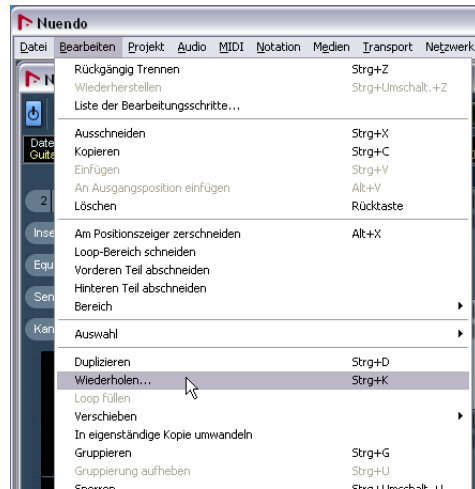 Nuendo
Datei Bearbeiten Projekt Audio MIDI Notation Medien Transport Netzwerk
Rückgängig Trennen Strg+Z
Wiederherstellen Strg+Umschalt.+Z
Liste der Bearbeitungsschritte...
Ausschneiden Strg+X
Kopieren Strg+C
Einfügen Strg+V
An Ausgangsposition einfügen Alt+V
2 Löschen Rücktaste
Am Positionszeiger zerschneiden Alt+X
Loop-Bereich schneiden
Vorderen Teil abschneiden
Hinteren Teil abschneiden
Bereich
Auswahl
Duplizieren Strg+D
Wiederholen... Strg+K
Loop füllen
Verschieben
In eigenständige Kopie umwandeln
Gruppieren Strg+G
Gruppierung aufheben Strg+U